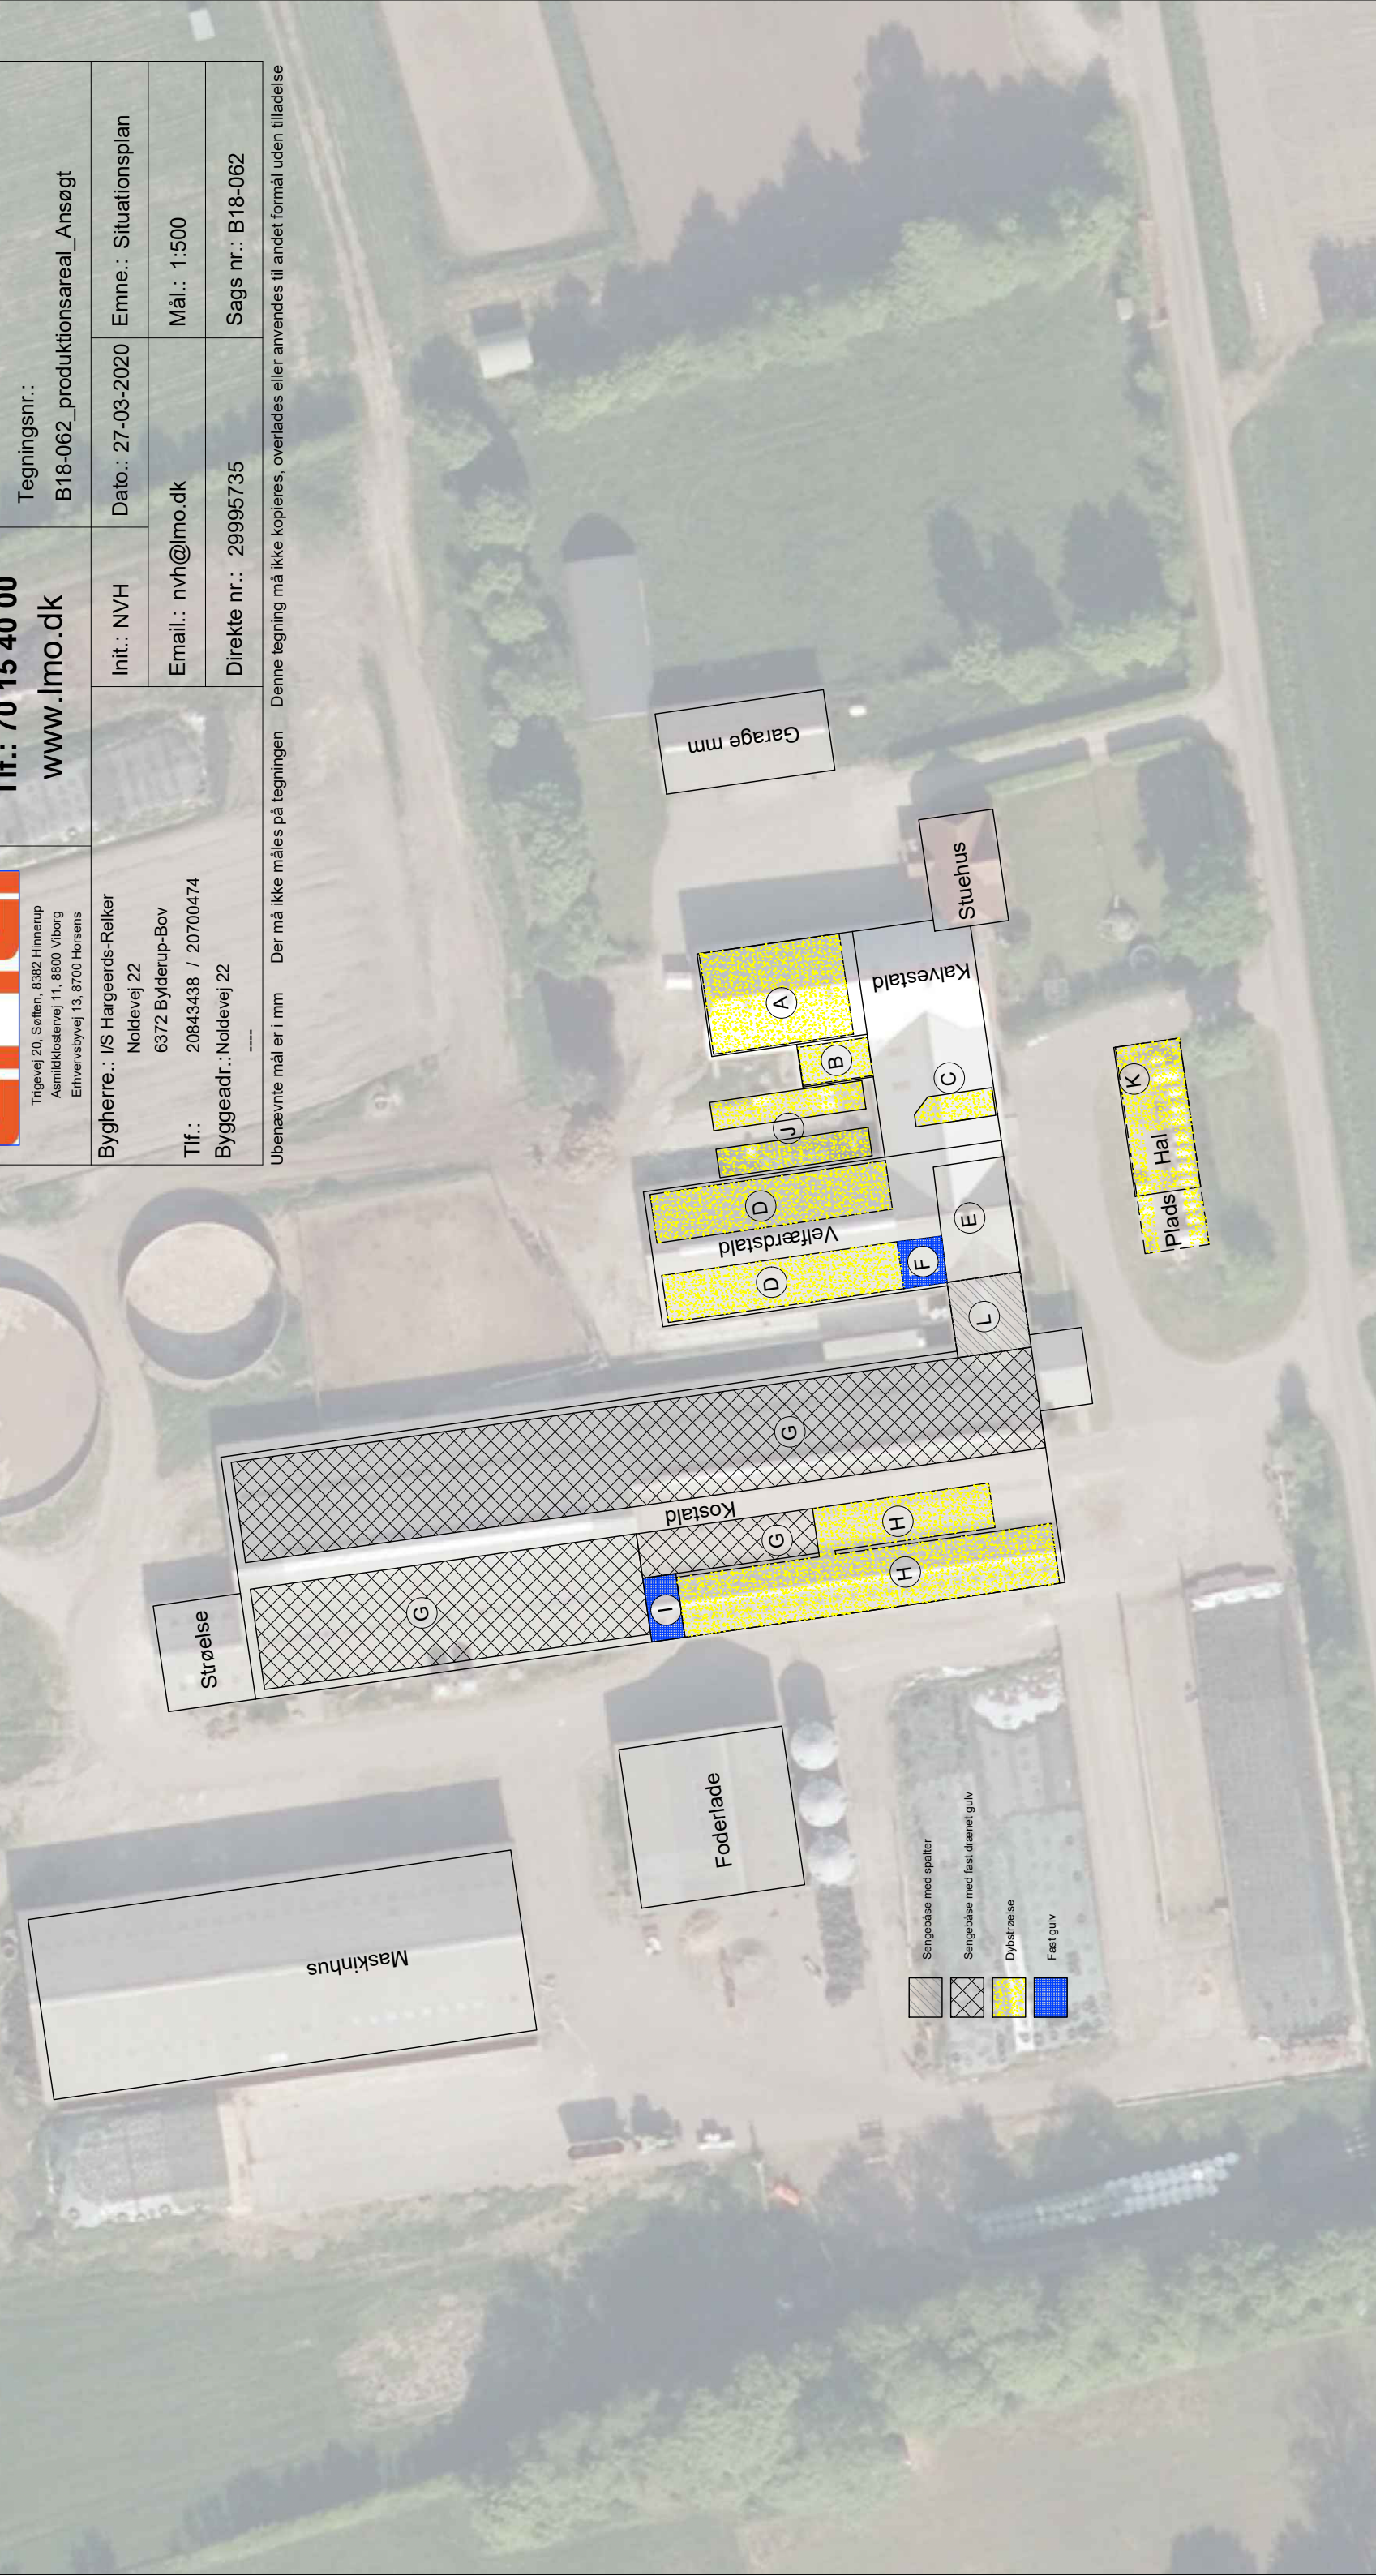 Tlf.: 70 15 40 00
www.lmo.dk
Trigevej 20, Søften, 8382 Hinnerup
Asmildklostervej 11, 8800 Viborg
Erhvervsbyvej 13, 8700 Horsens
Tegningsnr.:
B18-062_produktionsareal_Ansøgt
Bygherre.: I/S Hargeerds-Relker
Noldevej 22
6372 Bylderup-Bov
Tlf.: 20843438 / 20700474
Byggeadr.: Noldevej 22
----
Init.: NVH
Dato.: 27-03-2020
Emne.: Situationsplan
Email.: nvh@lmo.dk
Mål.: 1:500
Direkte nr.: 29995735
Sags nr.: B18-062
Ubenævnte mål er i mm Der må ikke måles på tegningen Denne tegning må ikke kopieres, overlades eller anvendes til andet formål uden tilladelse
Garage mm
Stuehus
Kalvestald
A
B
C
J
D
Velfærdstald
D
E
F
L
K
Hal
Plads
G
Kostald
G
G
H
H
I
Strøelse
Foderlade
Maskinhus
Sengebåse med spalter
Sengebåse med fast drænet gulv
Dybstrøelse
Fast gulv